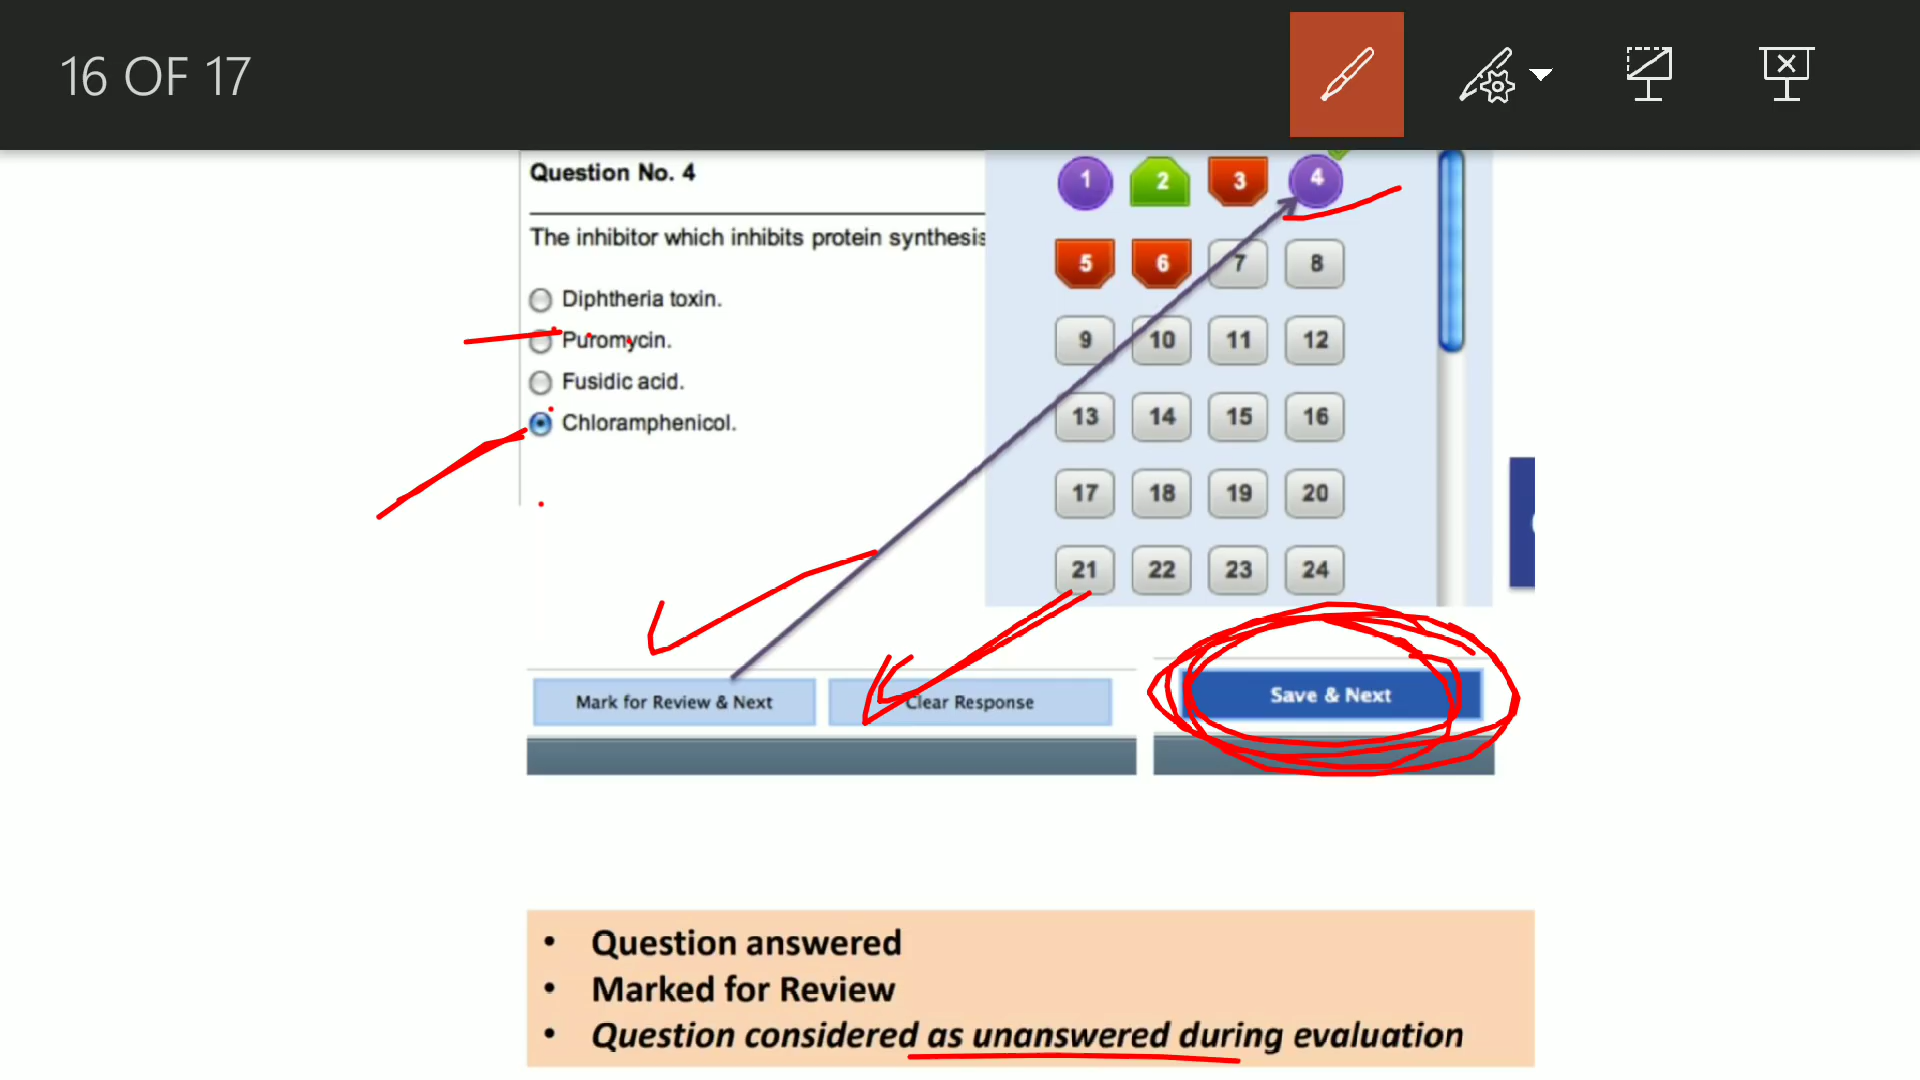 16 OF 17
Question No. 4
The inhibitor which inhibits protein synthesis
Diphtheria toxin.
Puromycin.
Fusidic acid.
Chloramphenicol.
1 2 3 4
5 6 7 8
9 10 11 12
13 14 15 16
17 18 19 20
21 22 23 24
Mark for Review & Next
Clear Response
Save & Next
• Question answered
• Marked for Review
• Question considered as unanswered during evaluation